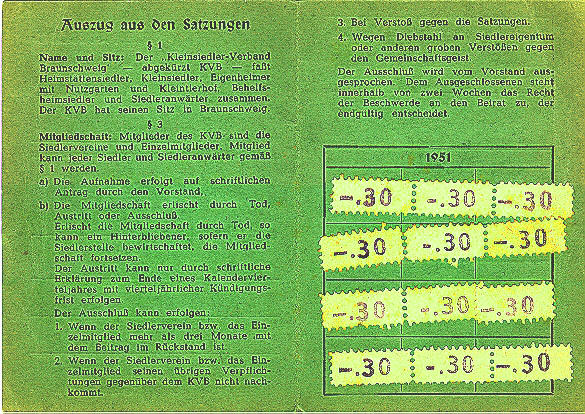 Auszug aus den Satzungen
§ 1
Name und Sitz: Der „Kleinsiedler-Verband
Braunschweig" abgekürzt KVB — faßt
Heimstättensiedler, Kleinsiedler, Eigenheimer
mit Nutzgarten und Kleintierhof, Behelfs-
heimsiedler und Siedleranwärter zusammen.
Der KVB hat seinen Sitz in Braunschweig.
§ 3
Mitgliedschaft: Mitglieder des KVB sind die
Siedlervereine und Einzelmitglieder. Mitglied
kann jeder Siedler und Siedleranwärter gemäß
§ 1 werden.
a) Die Aufnahme erfolgt auf schriftlichen
Antrag durch den Vorstand.
b) Die Mitgliedschaft erlischt durch Tod,
Austritt oder Ausschluß.
Erlischt die Mitgliedschaft durch Tod, so
kann ein Hinterbliebener, sofern er die
Siedlerstelle bewirtschaftet, die Mitglied-
schaft fortsetzen.
Der Austritt kann nur durch schriftliche
Erklärung zum Ende eines Kalendervier-
teljahres mit vierteljährlicher Kündigungs-
frist erfolgen.
Der Ausschluß kann erfolgen:
1. Wenn der Siedlerverein bzw. das Ein-
zelmitglied mehr als drei Monate mit
dem Beitrag im Rückstand ist.
2. Wenn der Siedlerverein bzw. das Ein-
zelmitglied seinen übrigen Verpflich-
tungen gegenüber dem KVB nicht nach-
kommt.
3. Bei Verstoß gegen die Satzungen.
4. Wegen Diebstahl an Siedlereigentum
oder anderen groben Verstößen gegen
den Gemeinschaftsgeist.
Der Ausschluß wird vom Vorstand aus-
gesprochen. Dem Ausgeschlossenen steht
innerhalb von zwei Wochen das Recht
der Beschwerde an den Beirat zu, der
endgültig entscheidet.
1951
-.30 -.30 -.30
-.30 -.30 -.30
-.30 -.30 -.30
-.30 -.30 -.30